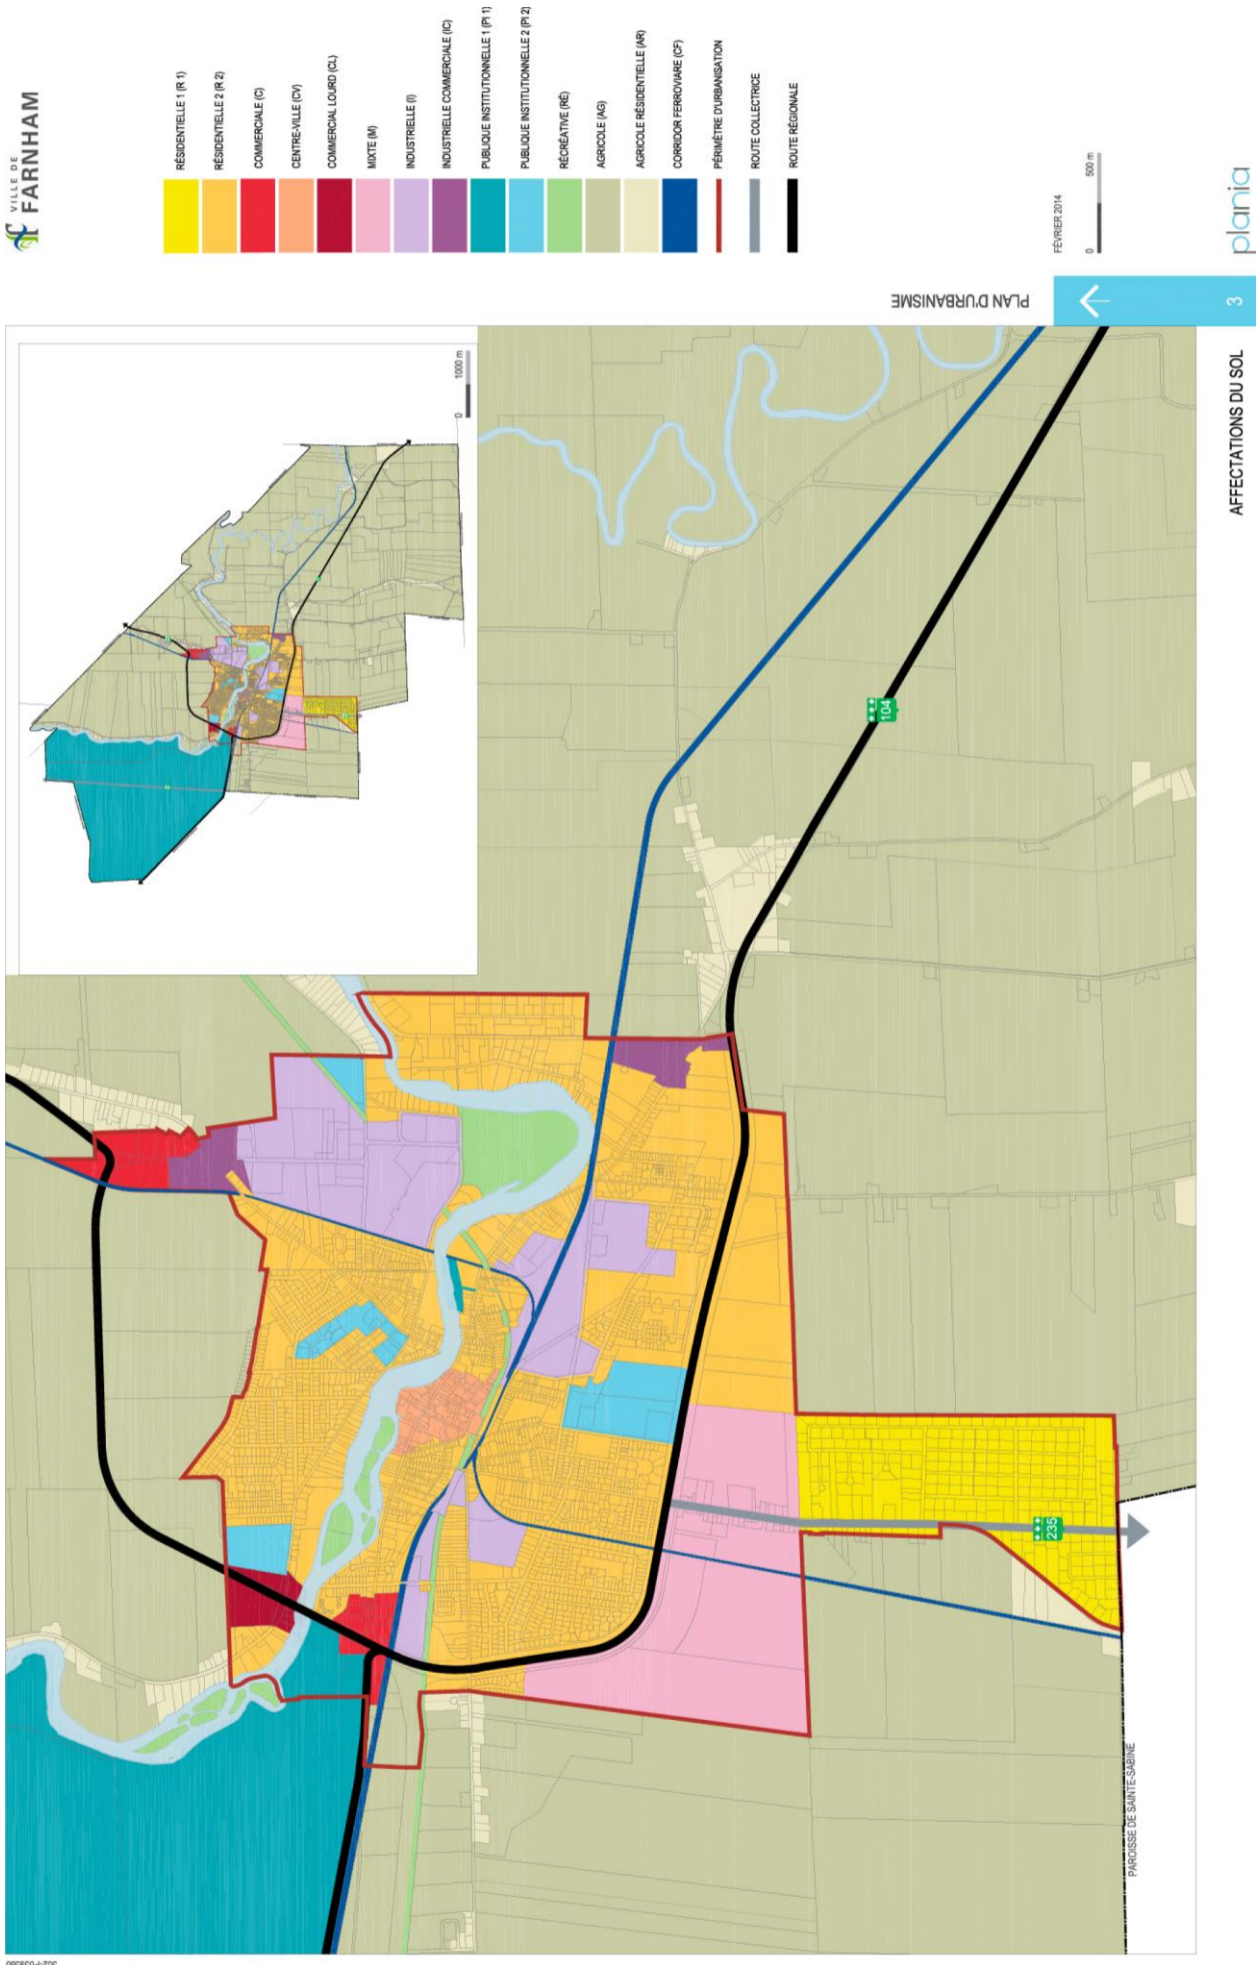 VILLE DE
FARNHAM
RÉSIDENTIELLE 1 (R 1)
RÉSIDENTIELLE 2 (R 2)
COMMERCIALE (C)
CENTRE-VILLE (CV)
COMMERCIAL LOURD (CL)
MIXTE (M)
INDUSTRIELLE (I)
INDUSTRIELLE COMMERCIALE (IC)
PUBLIQUE INSTITUTIONNELLE 1 (PI 1)
PUBLIQUE INSTITUTIONNELLE 2 (PI 2)
RÉCRÉATIVE (RÉ)
AGRICOLE (AG)
AGRICOLE RÉSIDENTIELLE (AR)
CORRIDOR FERROVIARE (CF)
PÉRIMÈTRE D'URBANISATION
ROUTE COLLECTRICE
ROUTE RÉGIONALE
FÉVRIER 2014
0 500 m
plania
PLAN D'URBANISME
3
AFFECTATIONS DU SOL
0 1000 m
104
235
PAROISSE DE SAINTE-SABINE